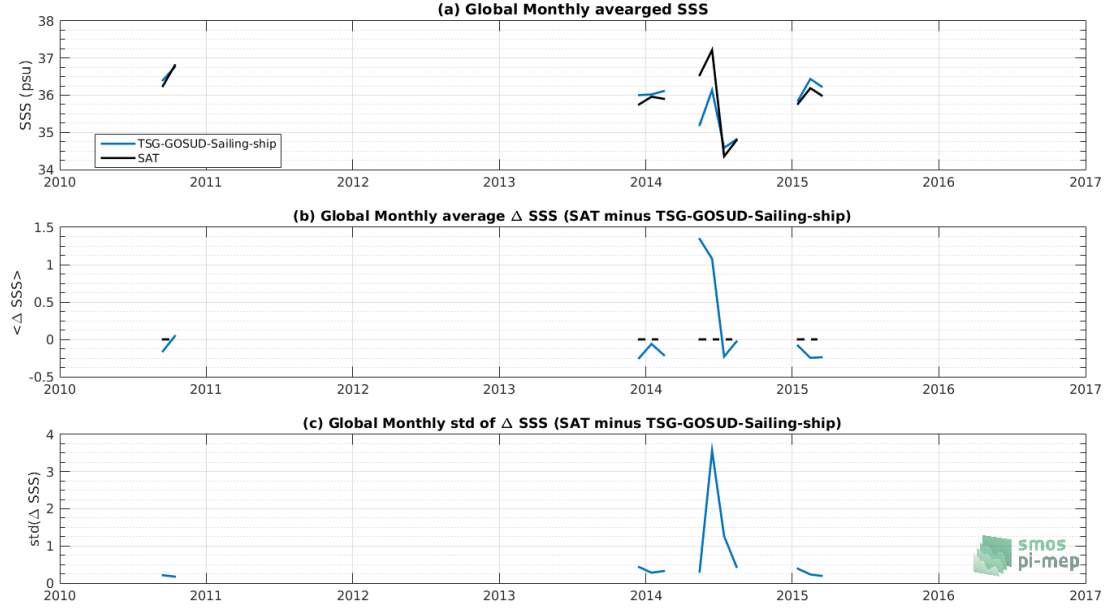 (a) Global Monthly avearged SSS
38
37
36
35
34
SSS (psu)
TSG-GOSUD-Sailing-ship
SAT
2010 2011 2012 2013 2014 2015 2016 2017
(b) Global Monthly average Δ SSS (SAT minus TSG-GOSUD-Sailing-ship)
1.5
1
0.5
0
-0.5
<Δ SSS>
2010 2011 2012 2013 2014 2015 2016 2017
(c) Global Monthly std of Δ SSS (SAT minus TSG-GOSUD-Sailing-ship)
4
3
2
1
0
std(Δ SSS)
smos
pi-mep
2010 2011 2012 2013 2014 2015 2016 2017